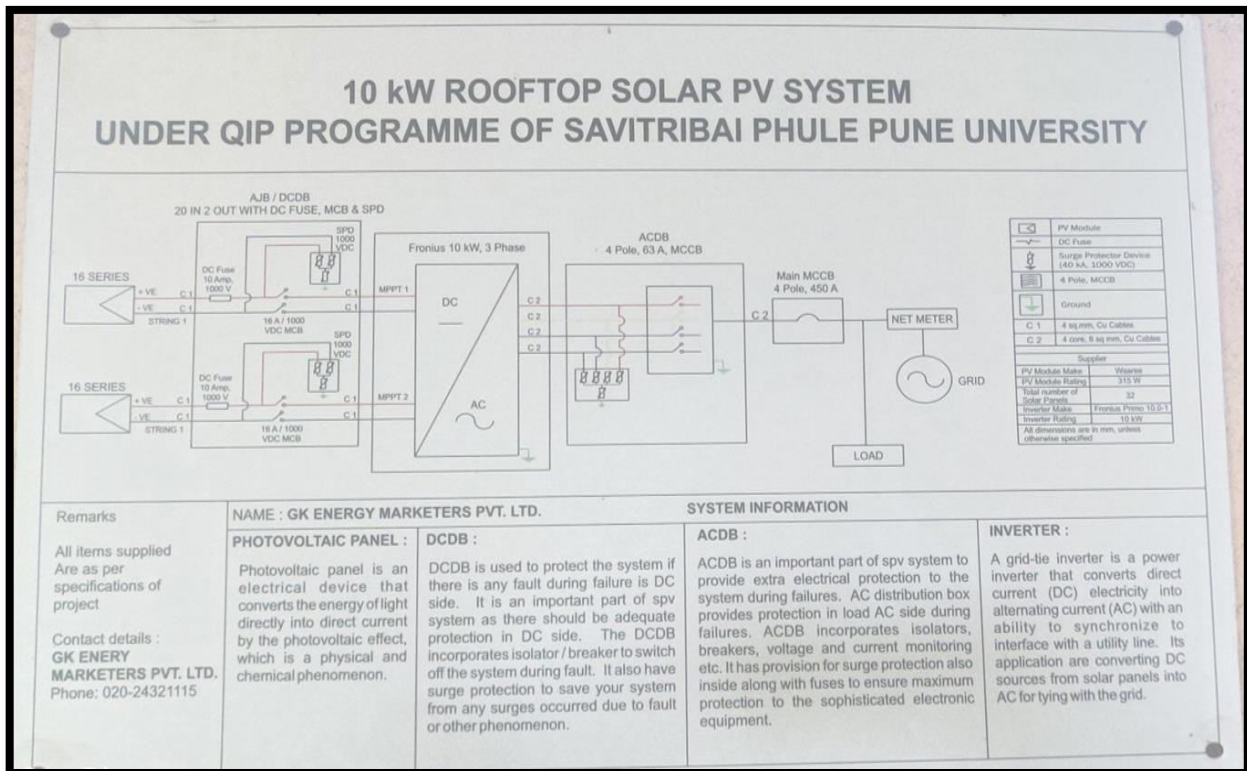 10 kW ROOFTOP SOLAR PV SYSTEM
UNDER QIP PROGRAMME OF SAVITRIBAI PHULE PUNE UNIVERSITY
AJB / DCDB
20 IN 2 OUT WITH DC FUSE, MCB & SPD
16 SERIES
+ VE
C 1
- VE
C 1
STRING 1
DC Fuse
10 Amp,
1000 V
SPD
1000
VDC
16 A / 1000
VDC MCB
C 1
C 1
MPPT 1
16 SERIES
+ VE
C 1
- VE
C 1
STRING 1
DC Fuse
10 Amp,
1000 V
SPD
1000
VDC
16 A / 1000
VDC MCB
C 1
C 1
MPPT 2
Fronius 10 kW, 3 Phase
DC
AC
C 2
C 2
C 2
C 2
ACDB
4 Pole, 63 A, MCCB
C 2
Main MCCB
4 Pole, 450 A
NET METER
GRID
LOAD
PV Module
DC Fuse
Surge Protector Device
(40 kA, 1000 VDC)
4 Pole, MCCB
Ground
C 1 4 sq.mm, Cu Cables
C 2 4 core, 6 sq mm, Cu Cables
Supplier
PV Module Make Waaree
PV Module Rating 315 W
Total number of
Solar Panels 32
Inverter Make Fronius Primo 10.0-1
Inverter Rating 10 kW
All dimensions are in mm, unless
otherwise specified
Remarks
All items supplied
Are as per
specifications of
project
Contact details :
GK ENERY
MARKETERS PVT. LTD.
Phone: 020-24321115
NAME : GK ENERGY MARKETERS PVT. LTD.
SYSTEM INFORMATION
PHOTOVOLTAIC PANEL :
Photovoltaic panel is an
electrical device that
converts the energy of light
directly into direct current
by the photovoltaic effect,
which is a physical and
chemical phenomenon.
DCDB :
DCDB is used to protect the system if
there is any fault during failure is DC
side. It is an important part of spv
system as there should be adequate
protection in DC side. The DCDB
incorporates isolator / breaker to switch
off the system during fault. It also have
surge protection to save your system
from any surges occurred due to fault
or other phenomenon.
ACDB :
ACDB is an important part of spv system to
provide extra electrical protection to the
system during failures. AC distribution box
provides protection in load AC side during
failures. ACDB incorporates isolators,
breakers, voltage and current monitoring
etc. It has provision for surge protection also
inside along with fuses to ensure maximum
protection to the sophisticated electronic
equipment.
INVERTER :
A grid-tie inverter is a power
inverter that converts direct
current (DC) electricity into
alternating current (AC) with an
ability to synchronize to
interface with a utility line. Its
application are converting DC
sources from solar panels into
AC for tying with the grid.